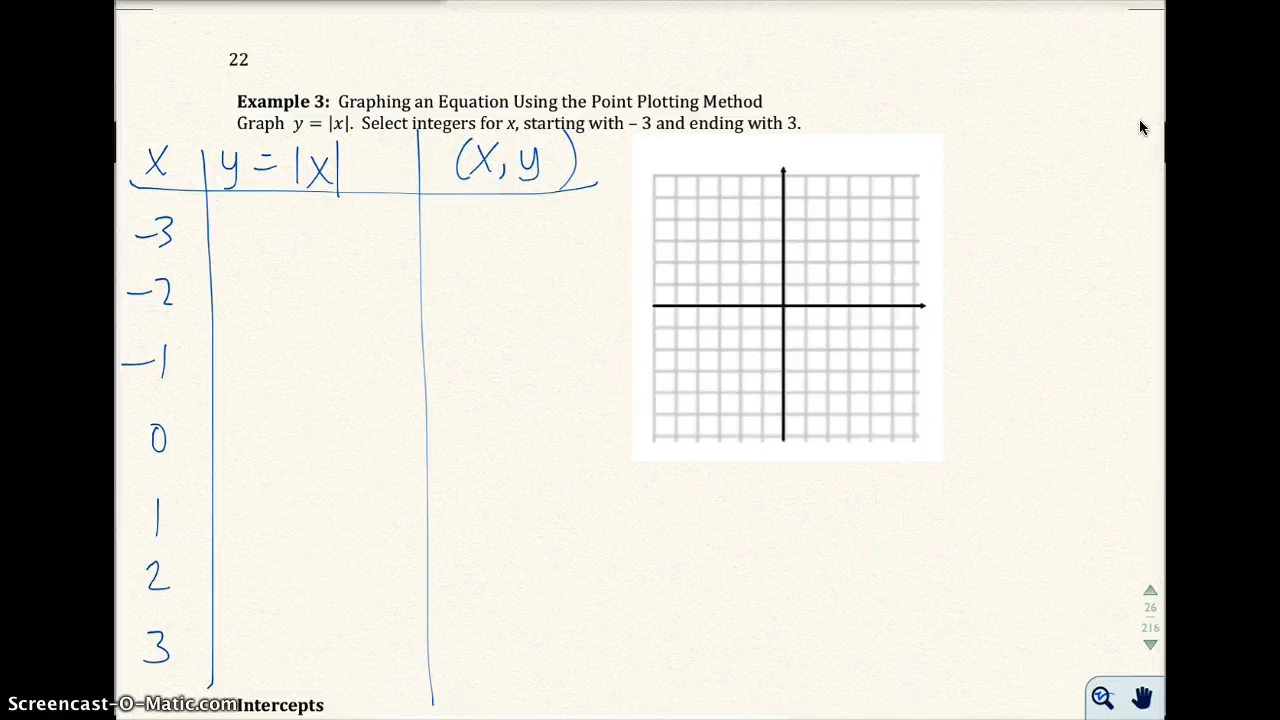 22
Example 3: Graphing an Equation Using the Point Plotting Method
Graph y = |x|. Select integers for x, starting with – 3 and ending with 3.
x y = |x| (x, y)
-3
-2
-1
0
1
2
3
26
216
Screencast-O-Matic.com
Intercepts